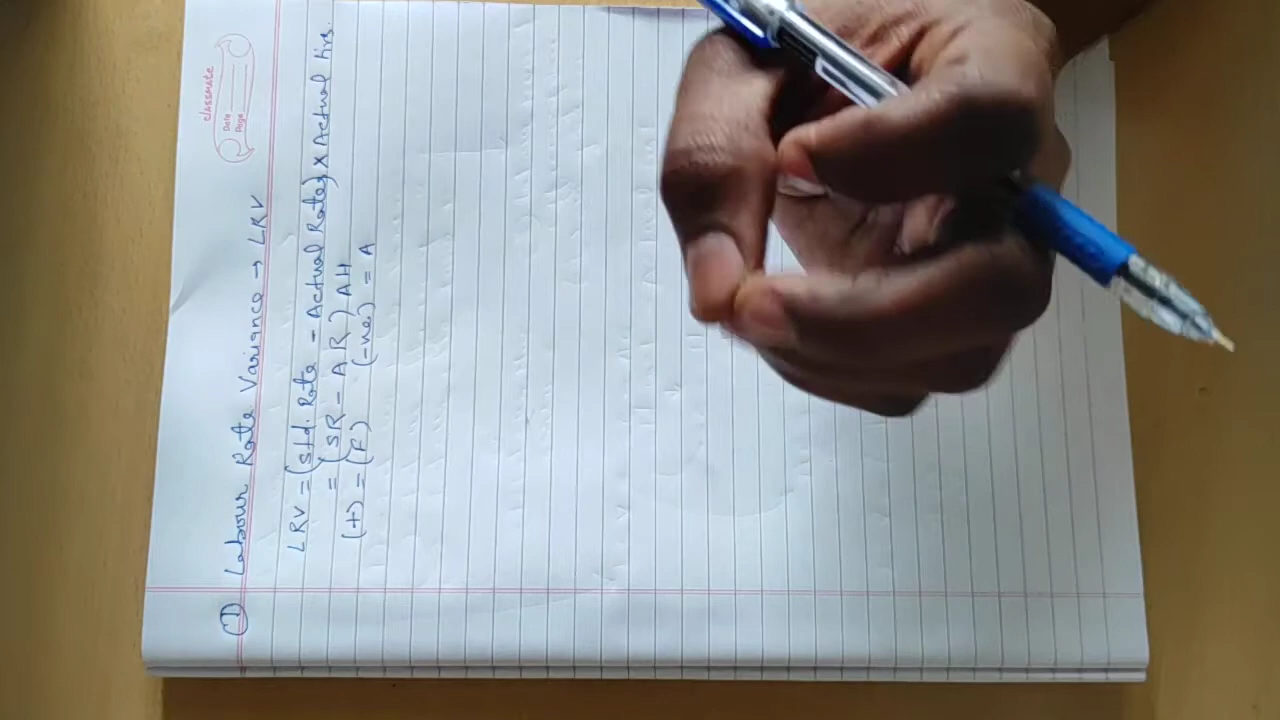 classmate
Date
Page
① Labour Rate Variance → LRV
LRV = (Std. Rate - Actual Rate) × Actual Hrs.
= (SR - AR) AH
(+) = (F) (-ve) = A